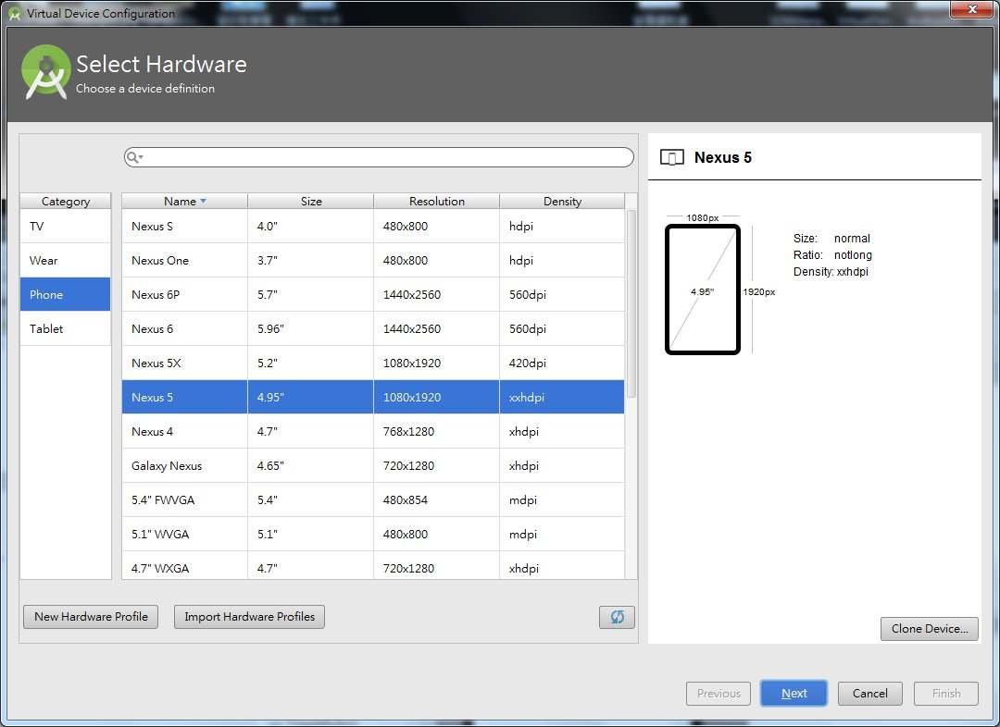 Virtual Device Configuration
Select Hardware
Choose a device definition
Category
TV
Wear
Phone
Tablet
Name Size Resolution Density
Nexus S 4.0" 480x800 hdpi
Nexus One 3.7" 480x800 hdpi
Nexus 6P 5.7" 1440x2560 560dpi
Nexus 6 5.96" 1440x2560 560dpi
Nexus 5X 5.2" 1080x1920 420dpi
Nexus 5 4.95" 1080x1920 xxhdpi
Nexus 4 4.7" 768x1280 xhdpi
Galaxy Nexus 4.65" 720x1280 xhdpi
5.4" FWVGA 5.4" 480x854 mdpi
5.1" WVGA 5.1" 480x800 mdpi
4.7" WXGA 4.7" 720x1280 xhdpi
New Hardware Profile Import Hardware Profiles
Nexus 5
1080px
4.95"
1920px
Size: normal
Ratio: notlong
Density: xxhdpi
Clone Device...
Previous Next Cancel Finish